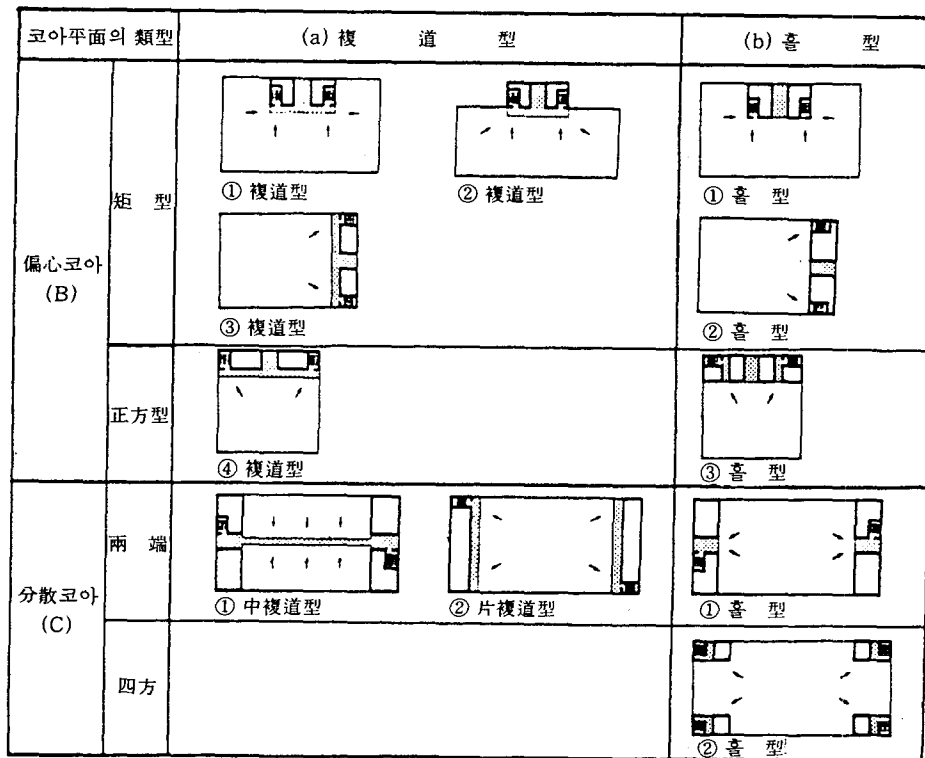 코아平面의 類型 (a) 複 道 型 (b) 홀 型
① 複道型 ② 複道型 ① 홀 型
矩 型
偏心코아
(B)
③ 複道型 ② 홀 型
正方型
④ 複道型 ③ 홀 型
兩 端
① 中複道型 ② 片複道型 ① 홀 型
分散코아
(C)
四方
② 홀 型